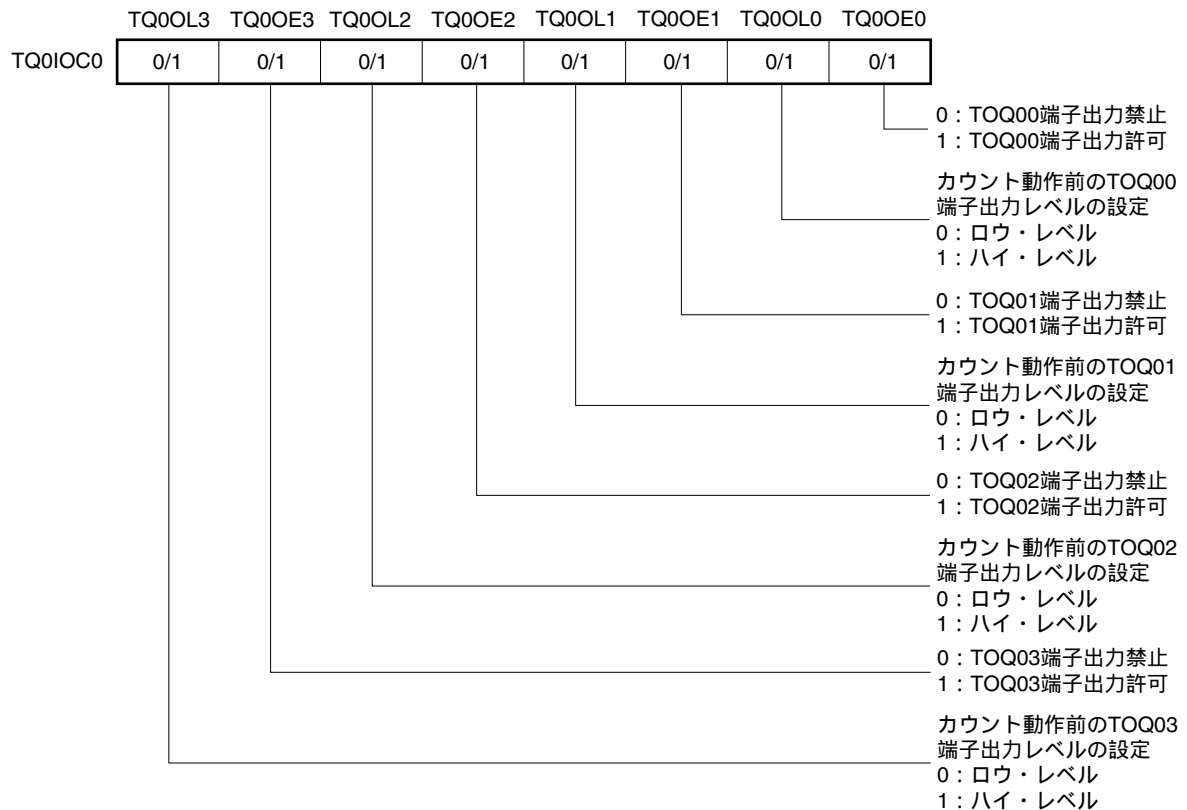 TQ0OL3 TQ0OE3 TQ0OL2 TQ0OE2 TQ0OL1 TQ0OE1 TQ0OL0 TQ0OE0
TQ0IOC0 0/1 0/1 0/1 0/1 0/1 0/1 0/1 0/1
0：TOQ00端子出力禁止
1：TOQ00端子出力許可
カウント動作前のTOQ00
端子出力レベルの設定
0：ロウ・レベル
1：ハイ・レベル
0：TOQ01端子出力禁止
1：TOQ01端子出力許可
カウント動作前のTOQ01
端子出力レベルの設定
0：ロウ・レベル
1：ハイ・レベル
0：TOQ02端子出力禁止
1：TOQ02端子出力許可
カウント動作前のTOQ02
端子出力レベルの設定
0：ロウ・レベル
1：ハイ・レベル
0：TOQ03端子出力禁止
1：TOQ03端子出力許可
カウント動作前のTOQ03
端子出力レベルの設定
0：ロウ・レベル
1：ハイ・レベル